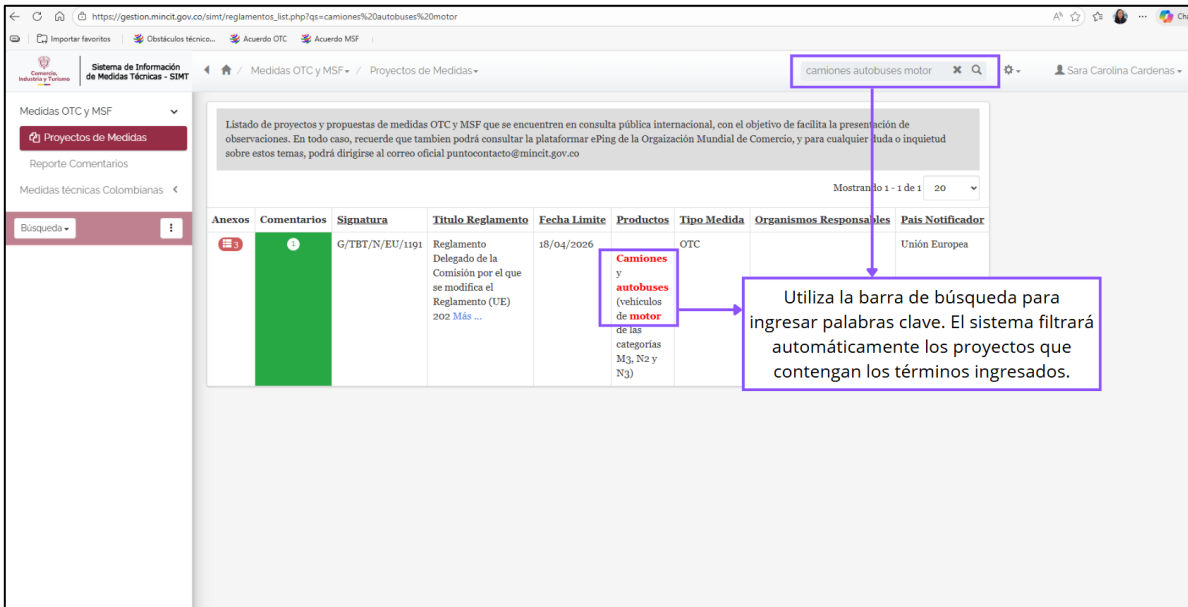 https://gestion.mincit.gov.co/simt/reglamentos_list.php?qs=camiones%20autobuses%20motor
Importar favoritos
Obstáculos técnico...
Acuerdo OTC
Acuerdo MSF
Comercio,
Industria y Turismo
Sistema de Información
de Medidas Técnicas - SIMT
/ Medidas OTC y MSF / Proyectos de Medidas
camiones autobuses motor
Sara Carolina Cardenas
Medidas OTC y MSF
Proyectos de Medidas
Reporte Comentarios
Medidas técnicas Colombianas
Búsqueda
Listado de proyectos y propuestas de medidas OTC y MSF que se encuentren en consulta pública internacional, con el objetivo de facilita la presentación de
observaciones. En todo caso, recuerde que tambien podrá consultar la plataformar ePing de la Orgaización Mundial de Comercio, y para cualquier duda o inquietud
sobre estos temas, podrá dirigirse al correo oficial puntocontacto@mincit.gov.co
Mostrando 1 - 1 de 1 20
Anexos Comentarios Signatura Titulo Reglamento Fecha Limite Productos Tipo Medida Organismos Responsables Pais Notificador
3 1 G/TBT/N/EU/1191
Reglamento
Delegado de la
Comisión por el que
se modifica el
Reglamento (UE)
202 Más ...
18/04/2026
Camiones
y
autobuses
(vehículos
de motor
de las
categorías
M3, N2 y
N3)
OTC
Unión Europea
Utiliza la barra de búsqueda para
ingresar palabras clave. El sistema filtrará
automáticamente los proyectos que
contengan los términos ingresados.